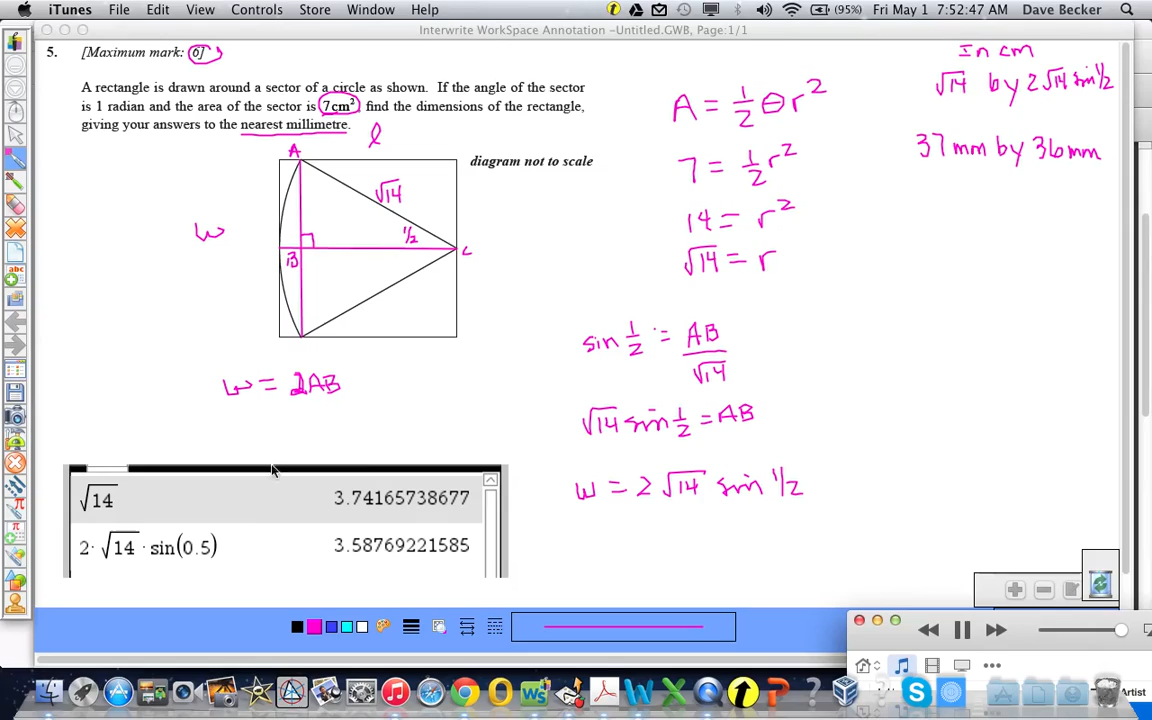 iTunes File Edit View Controls Store Window Help (95%) Fri May 1 7:52:47 AM Dave Becker
Interwrite WorkSpace Annotation -Untitled.GWB, Page:1/1
5. [Maximum mark: 6]
A rectangle is drawn around a sector of a circle as shown. If the angle of the sector
is 1 radian and the area of the sector is 7cm² find the dimensions of the rectangle,
giving your answers to the nearest millimetre.
diagram not to scale
l
A
√14
W
1/2
B
C
W = 2AB
A = 1/2 θ r²
7 = 1/2 r²
14 = r²
√14 = r
sin 1/2 = AB/√14
√14 sin 1/2 = AB
W = 2 √14 sin 1/2
In cm
√14 by 2√14 sin 1/2
37 mm by 36 mm
√14 3.74165738677
2· √14 · sin(0.5) 3.58769221585
abc
Artist